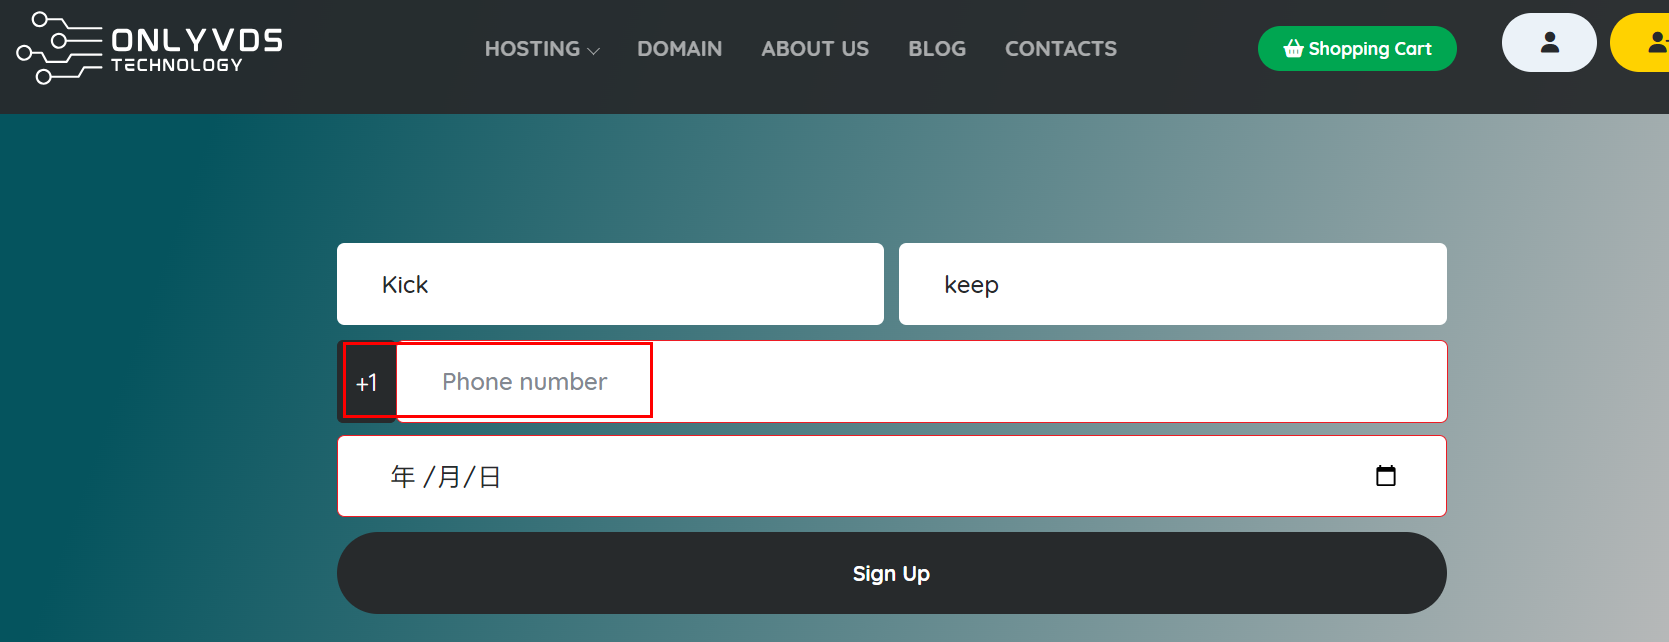 ONLYVDS
TECHNOLOGY
HOSTING DOMAIN ABOUT US BLOG CONTACTS Shopping Cart
Kick keep
+1 Phone number
年 /月/日
Sign Up